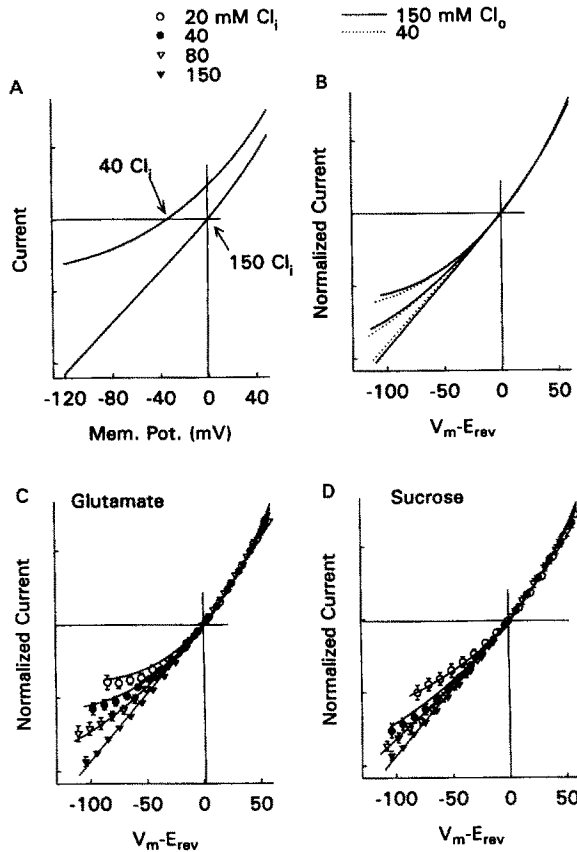 20 mM Cl_i
40
80
150
150 mM Cl_o
40
A
40 Cl_i
150 Cl_i
Current
-120 -80 -40 0 40
Mem. Pot. (mV)
B
Normalized Current
-100 -50 0 50
V_m-E_rev
C Glutamate
Normalized Current
-100 -50 0 50
V_m-E_rev
D Sucrose
Normalized Current
-100 -50 0 50
V_m-E_rev